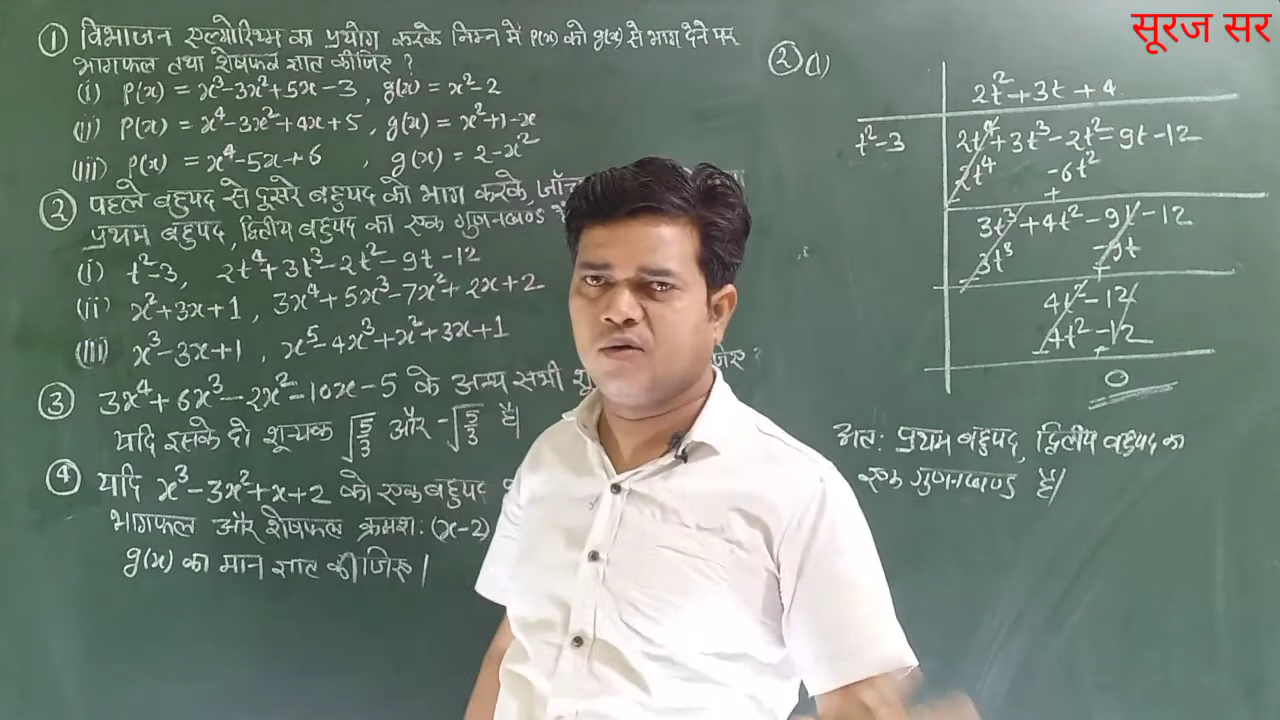 सूरज सर
① विभाजन एल्गोरिथ्म का प्रयोग करके निम्न में p(x) को g(x) से भाग देने पर
भागफल तथा शेषफल ज्ञात कीजिए ?
(i) P(x) = x³-3x²+5x-3, g(x) = x²-2
(ii) P(x) = x⁴-3x²+4x+5, g(x) = x²+1-x
(iii) P(x) = x⁴-5x+6 , g(x) = 2-x²
② पहले बहुपद से दूसरे बहुपद को भाग करके, जाँच
प्रथम बहुपद, द्वितीय बहुपद का एक गुणनखण्ड
(i) t²-3, 2t⁴+3t³-2t²-9t-12
(ii) x²+3x+1, 3x⁴+5x³-7x²+2x+2
(iii) x³-3x+1, x⁵-4x³+x²+3x+1
③ 3x⁴+6x³-2x²-10x-5 के अन्य सभी
यदि इसके दो शून्यक √5/3 और -√5/3 है।
④ यदि x³-3x²+x+2 को एक बहुपद
भागफल और शेषफल क्रमश: (x-2)
g(x) का मान ज्ञात कीजिए।
② (i)
2t²+3t+4
t²-3 2t⁴+3t³-2t²-9t-12
2t⁴ -6t²
- +
3t³+4t²-9t-12
3t³ -9t
- +
4t²-12
4t²-12
- +
0
अत: प्रथम बहुपद, द्वितीय बहुपद का
एक गुणनखण्ड है।